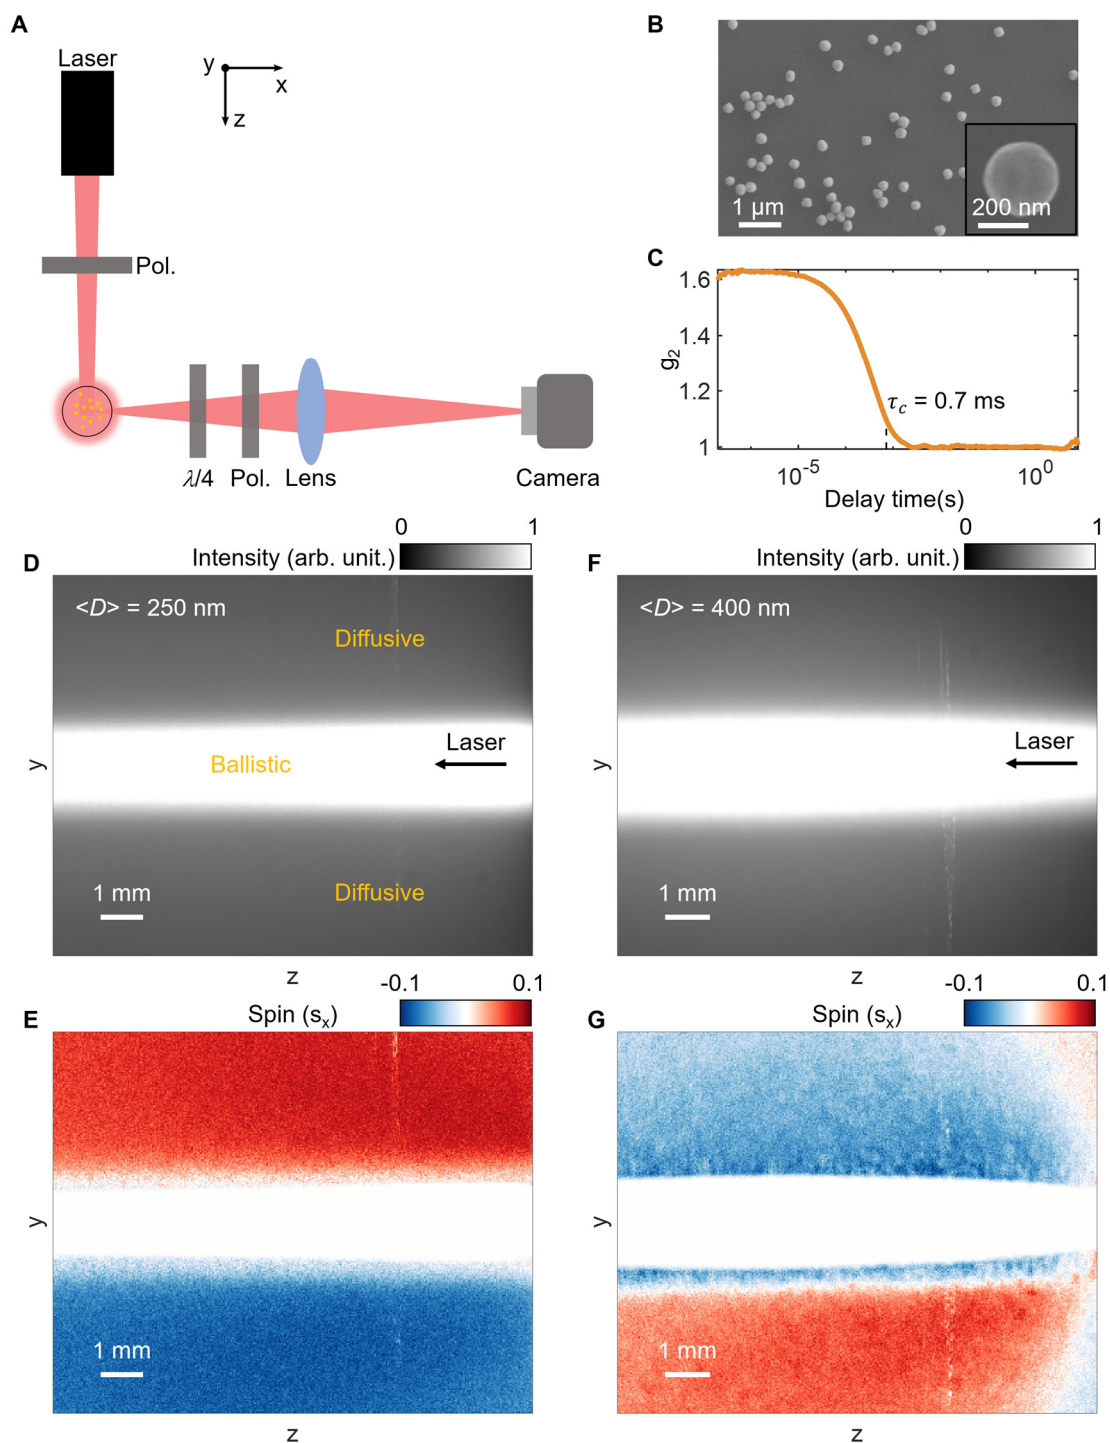 A
Laser
y
x
z
Pol.
λ/4
Pol.
Lens
Camera
B
1 µm
200 nm
C
g2
1.6
1.4
1.2
1
τc = 0.7 ms
10-5
100
Delay time(s)
D
Intensity (arb. unit.)
0
1
<D> = 250 nm
Diffusive
Laser
Ballistic
Diffusive
1 mm
y
z
F
Intensity (arb. unit.)
0
1
<D> = 400 nm
Laser
1 mm
y
z
E
Spin (sx)
-0.1
0.1
1 mm
y
z
G
Spin (sx)
-0.1
0.1
1 mm
y
z